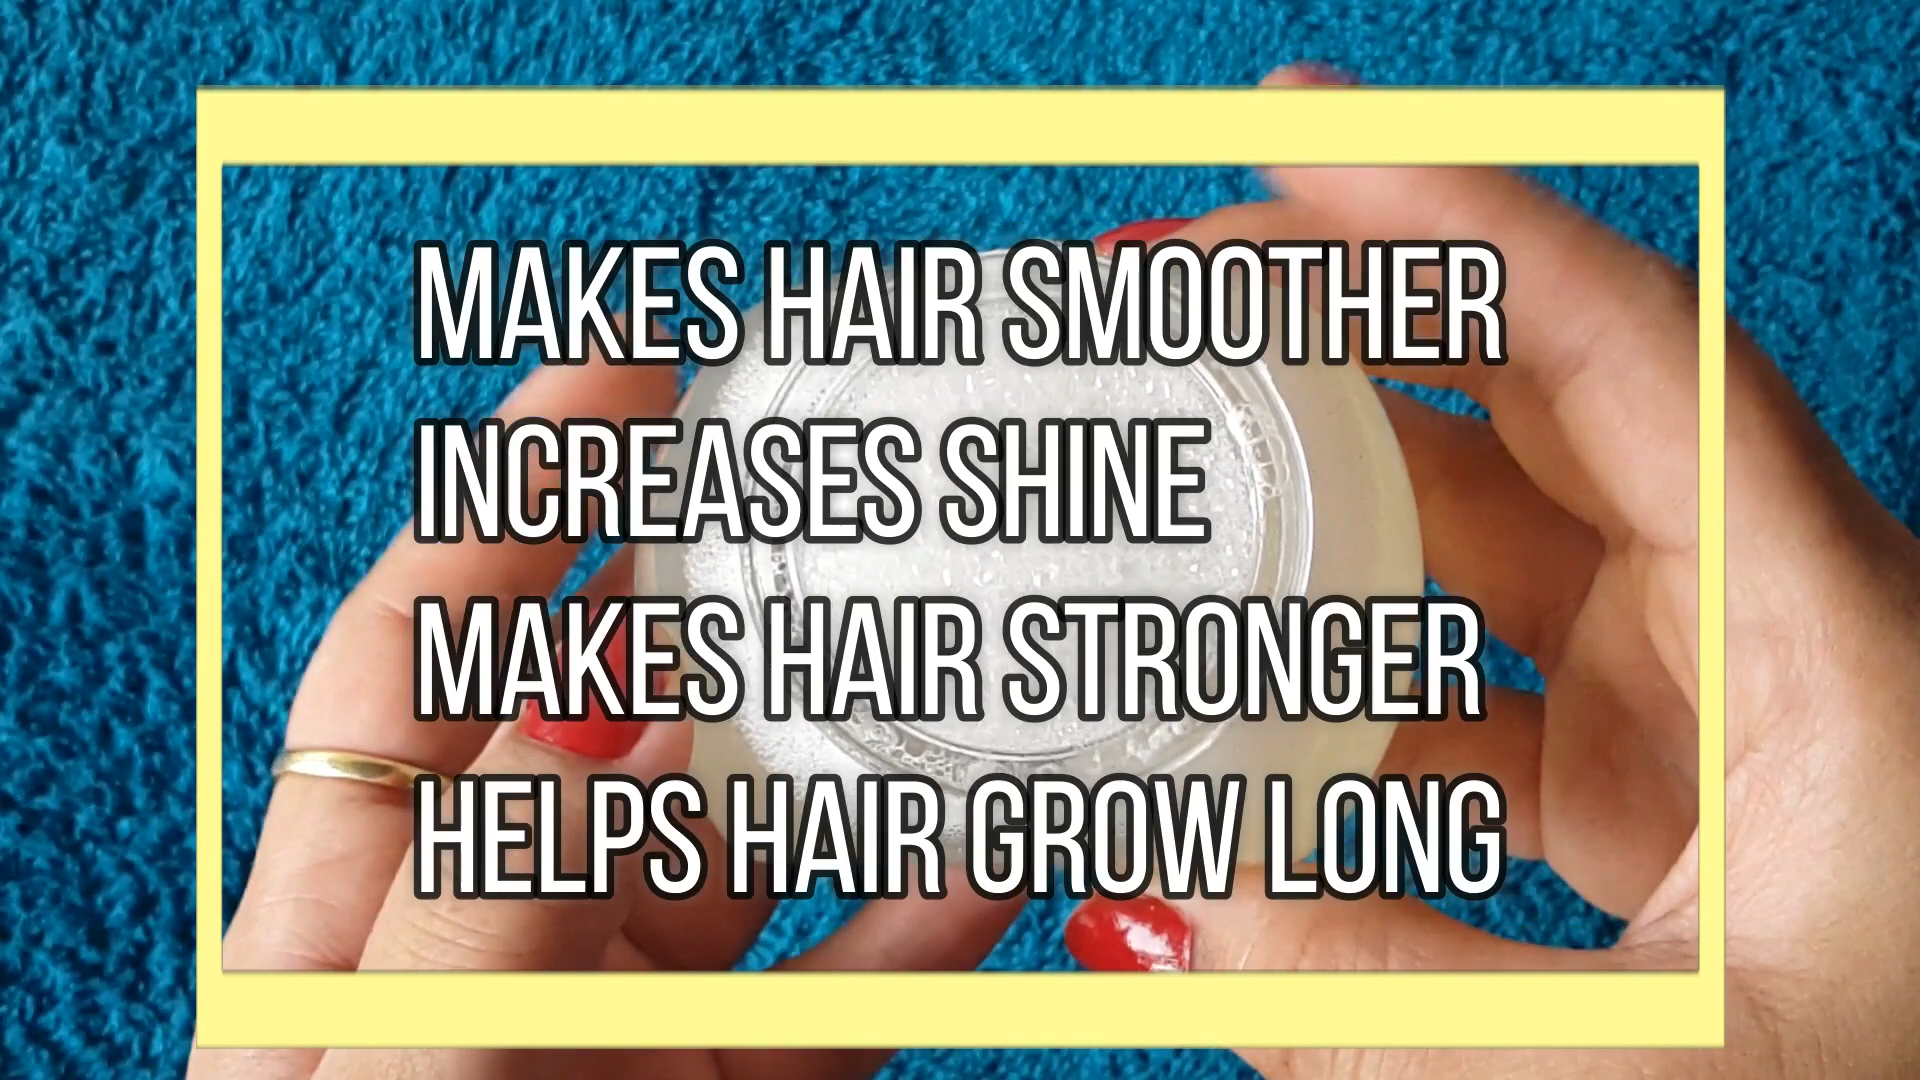 MAKES HAIR SMOOTHER
INCREASES SHINE
MAKES HAIR STRONGER
HELPS HAIR GROW LONG